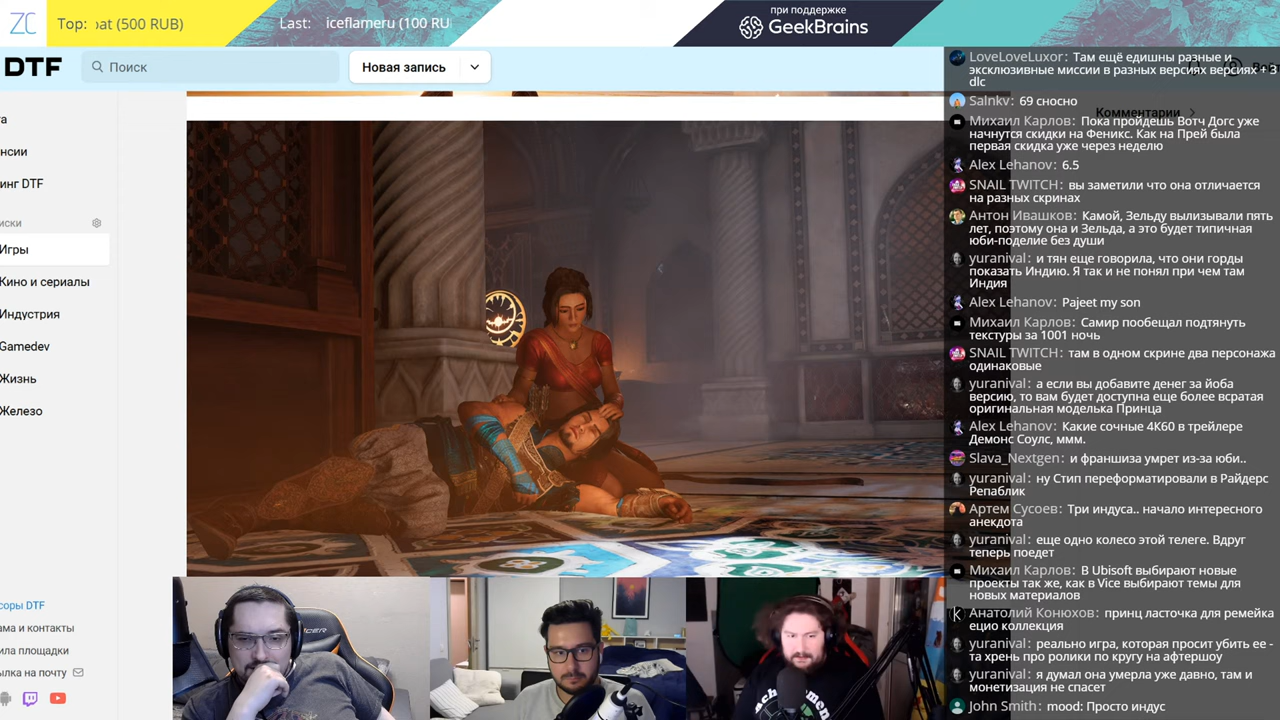 ZC
Top: pat (500 RUB)
Last: iceflameru (100 RU
при поддержке
GeekBrains
DTF
Поиск
Новая запись
нсии
инг DTF
иски
Игры
Кино и сериалы
Индустрия
Gamedev
Жизнь
Железо
соры DTF
ама и контакты
вила площадки
ылка на почту
Комментарии
LoveLoveLuxor: Там ещё едишны разные и
эксклюзивные миссии в разных версиях версиях + 3
dlc
Salnkv: 69 сносно
Михаил Карлов: Пока пройдешь Вотч Догс уже
начнутся скидки на Феникс. Как на Прей была
первая скидка уже через неделю
Alex Lehanov: 6.5
SNAIL TWITCH: вы заметили что она отличается
на разных скринах
Антон Ивашков: Камой, Зельду вылизывали пять
лет, поэтому она и Зельда, а это будет типичная
юби-поделие без души
yuranival: и тян еще говорила, что они горды
показать Индию. Я так и не понял при чем там
Индия
Alex Lehanov: Pajeet my son
Михаил Карлов: Самир пообещал подтянуть
текстуры за 1001 ночь
SNAIL TWITCH: там в одном скрине два персонажа
одинаковые
yuranival: а если вы добавите денег за йоба
версию, то вам будет доступна еще более всратая
оригинальная моделька Принца
Alex Lehanov: Какие сочные 4К60 в трейлере
Демонс Соулс, ммм.
Slava_Nextgen: и франшиза умрет из-за юби..
yuranival: ну Стип переформатировали в Райдерс
Репаблик
Артем Сусоев: Три индуса.. начало интересного
анекдота
yuranival: еще одно колесо этой телеге. Вдруг
теперь поедет
Михаил Карлов: В Ubisoft выбирают новые
проекты так же, как в Vice выбирают темы для
новых материалов
Анатолий Конюхов: принц ласточка для ремейка
ецио коллекция
yuranival: реально игра, которая просит убить ее -
та хрень про ролики по кругу на афтершоу
yuranival: я думал она умерла уже давно, там и
монетизация не спасет
John Smith: mood: Просто индус